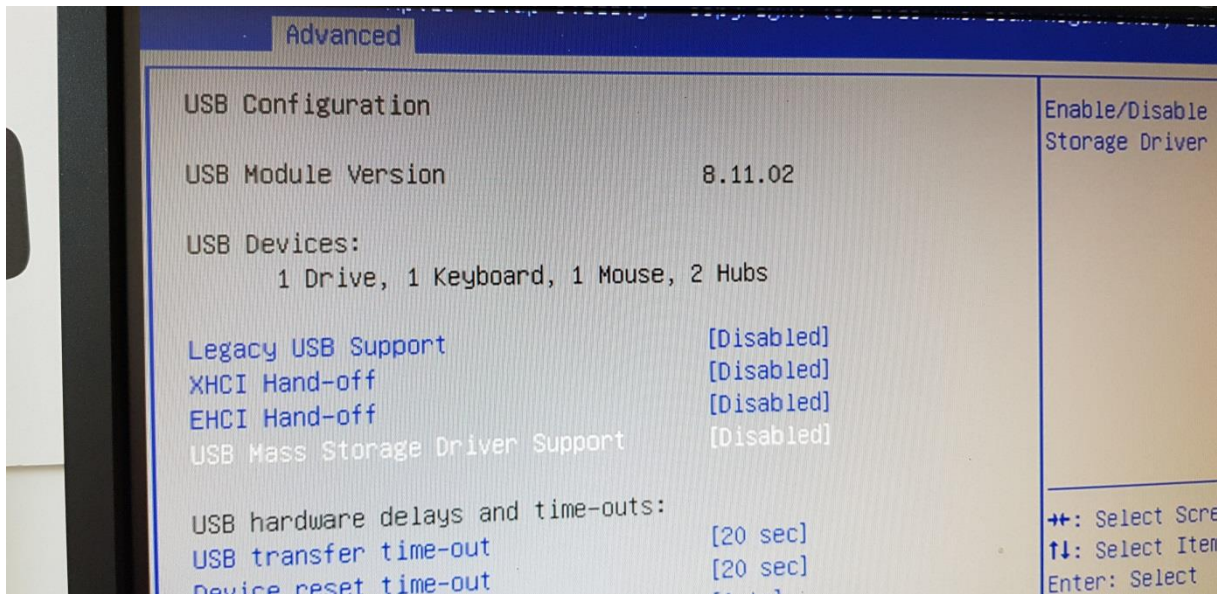 Advanced
USB Configuration
Enable/Disable
Storage Driver
USB Module Version 8.11.02
USB Devices:
1 Drive, 1 Keyboard, 1 Mouse, 2 Hubs
Legacy USB Support [Disabled]
XHCI Hand-off [Disabled]
EHCI Hand-off [Disabled]
USB Mass Storage Driver Support [Disabled]
USB hardware delays and time-outs:
USB transfer time-out [20 sec]
Device reset time-out [20 sec]
→←: Select Scre
↑↓: Select Item
Enter: Select